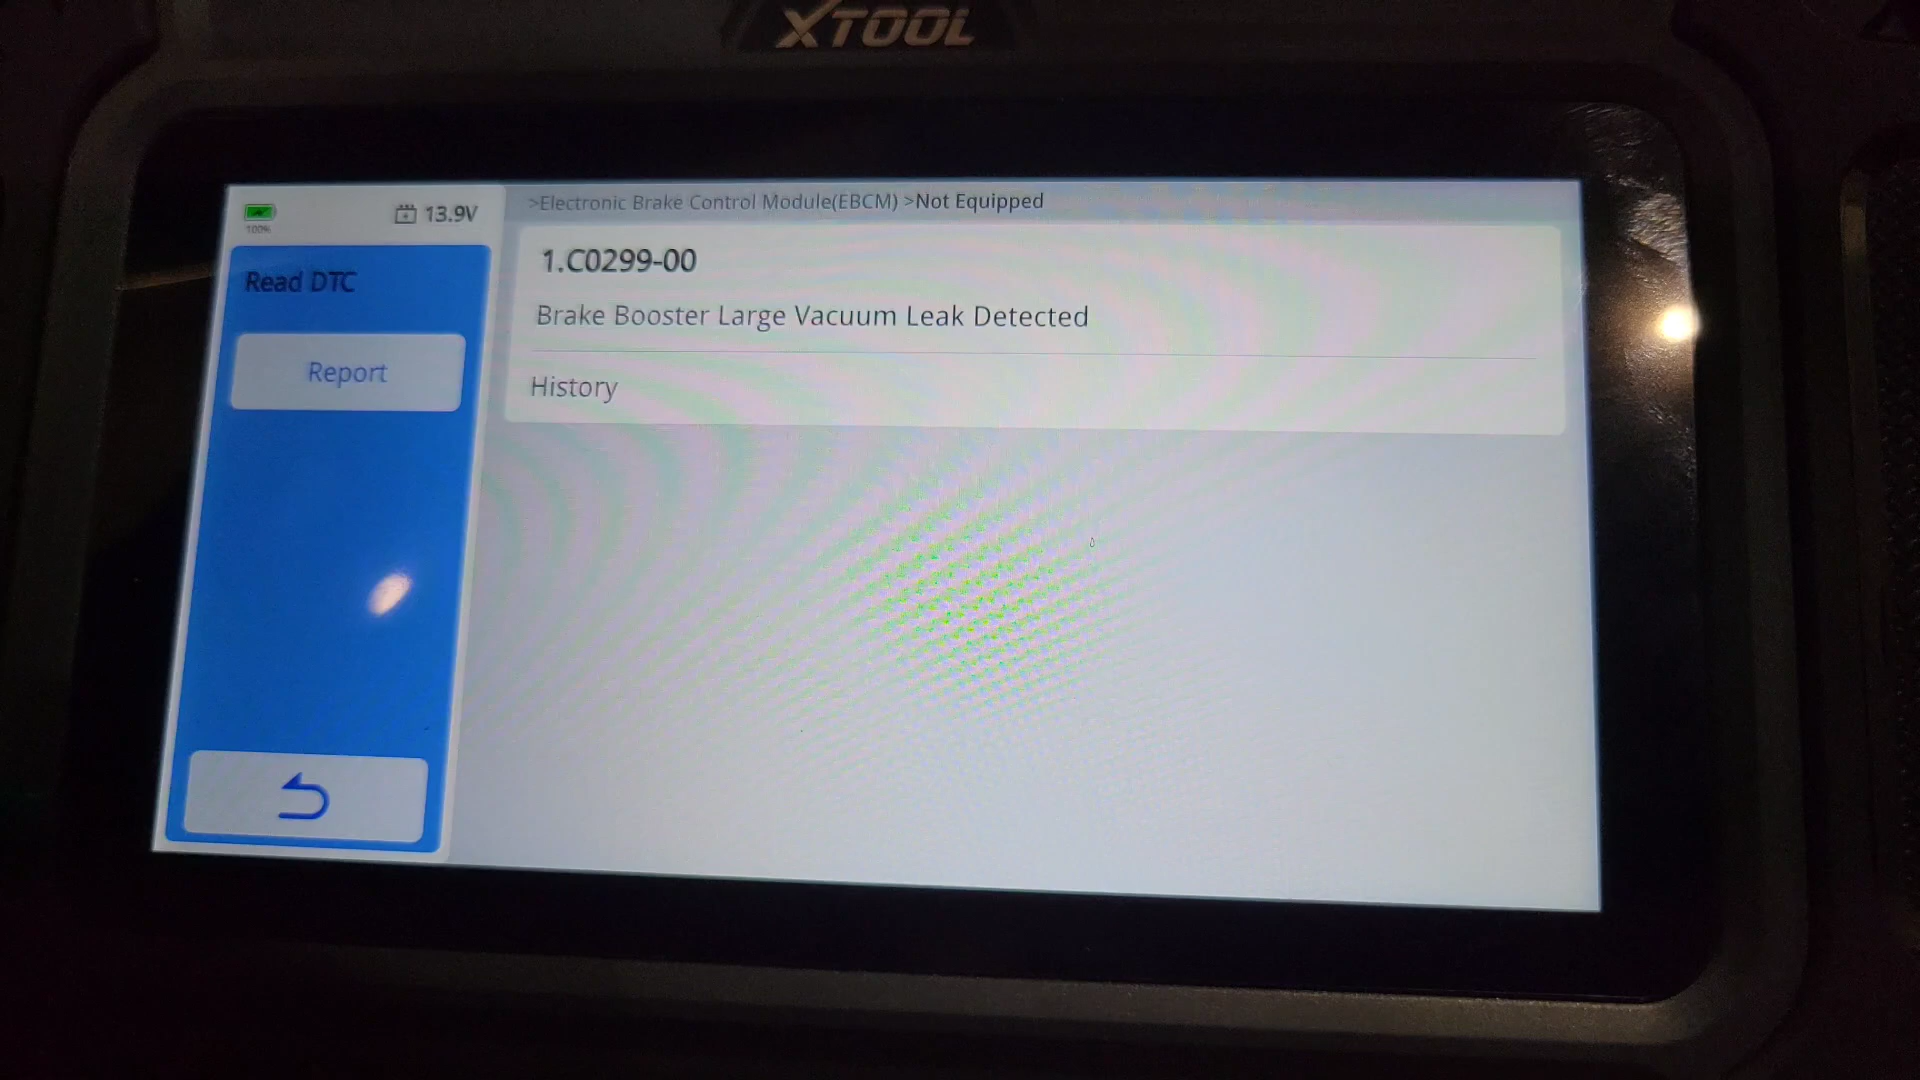 XTOOL
100%
13.9V
>Electronic Brake Control Module(EBCM) >Not Equipped
Read DTC
Report
1.C0299-00
Brake Booster Large Vacuum Leak Detected
History